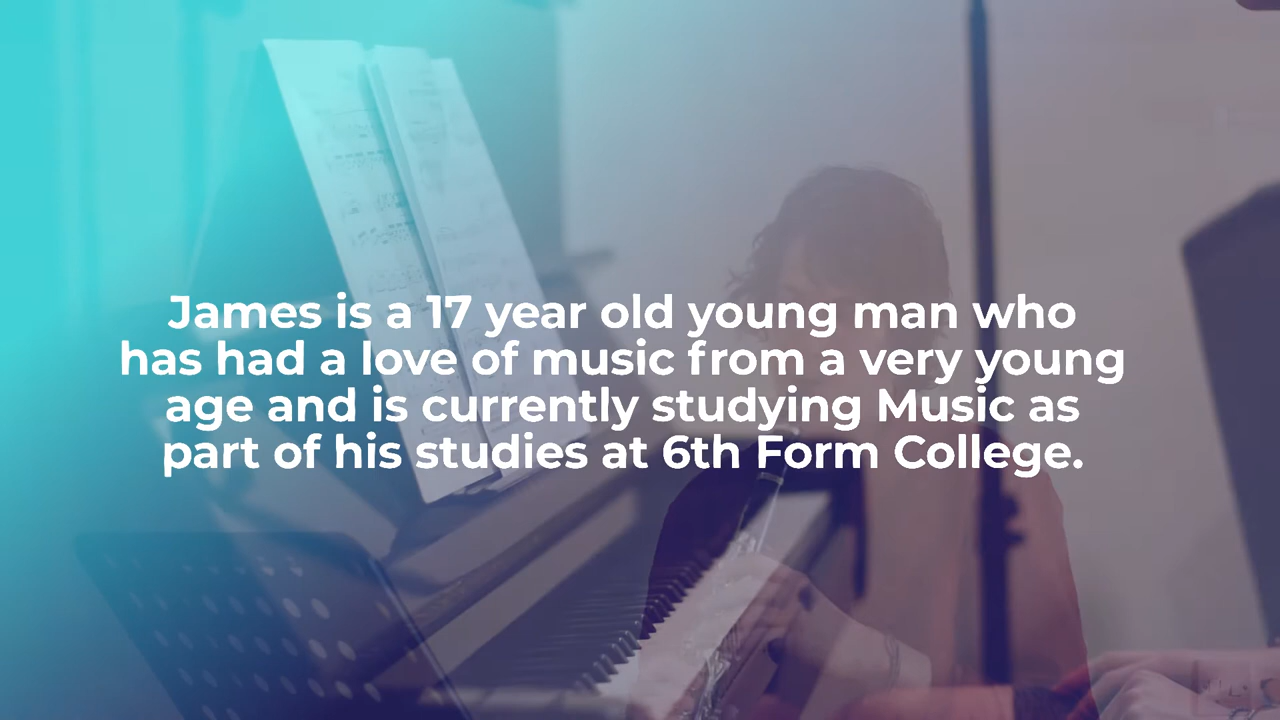 James is a 17 year old young man who
has had a love of music from a very young
age and is currently studying Music as
part of his studies at 6th Form College.